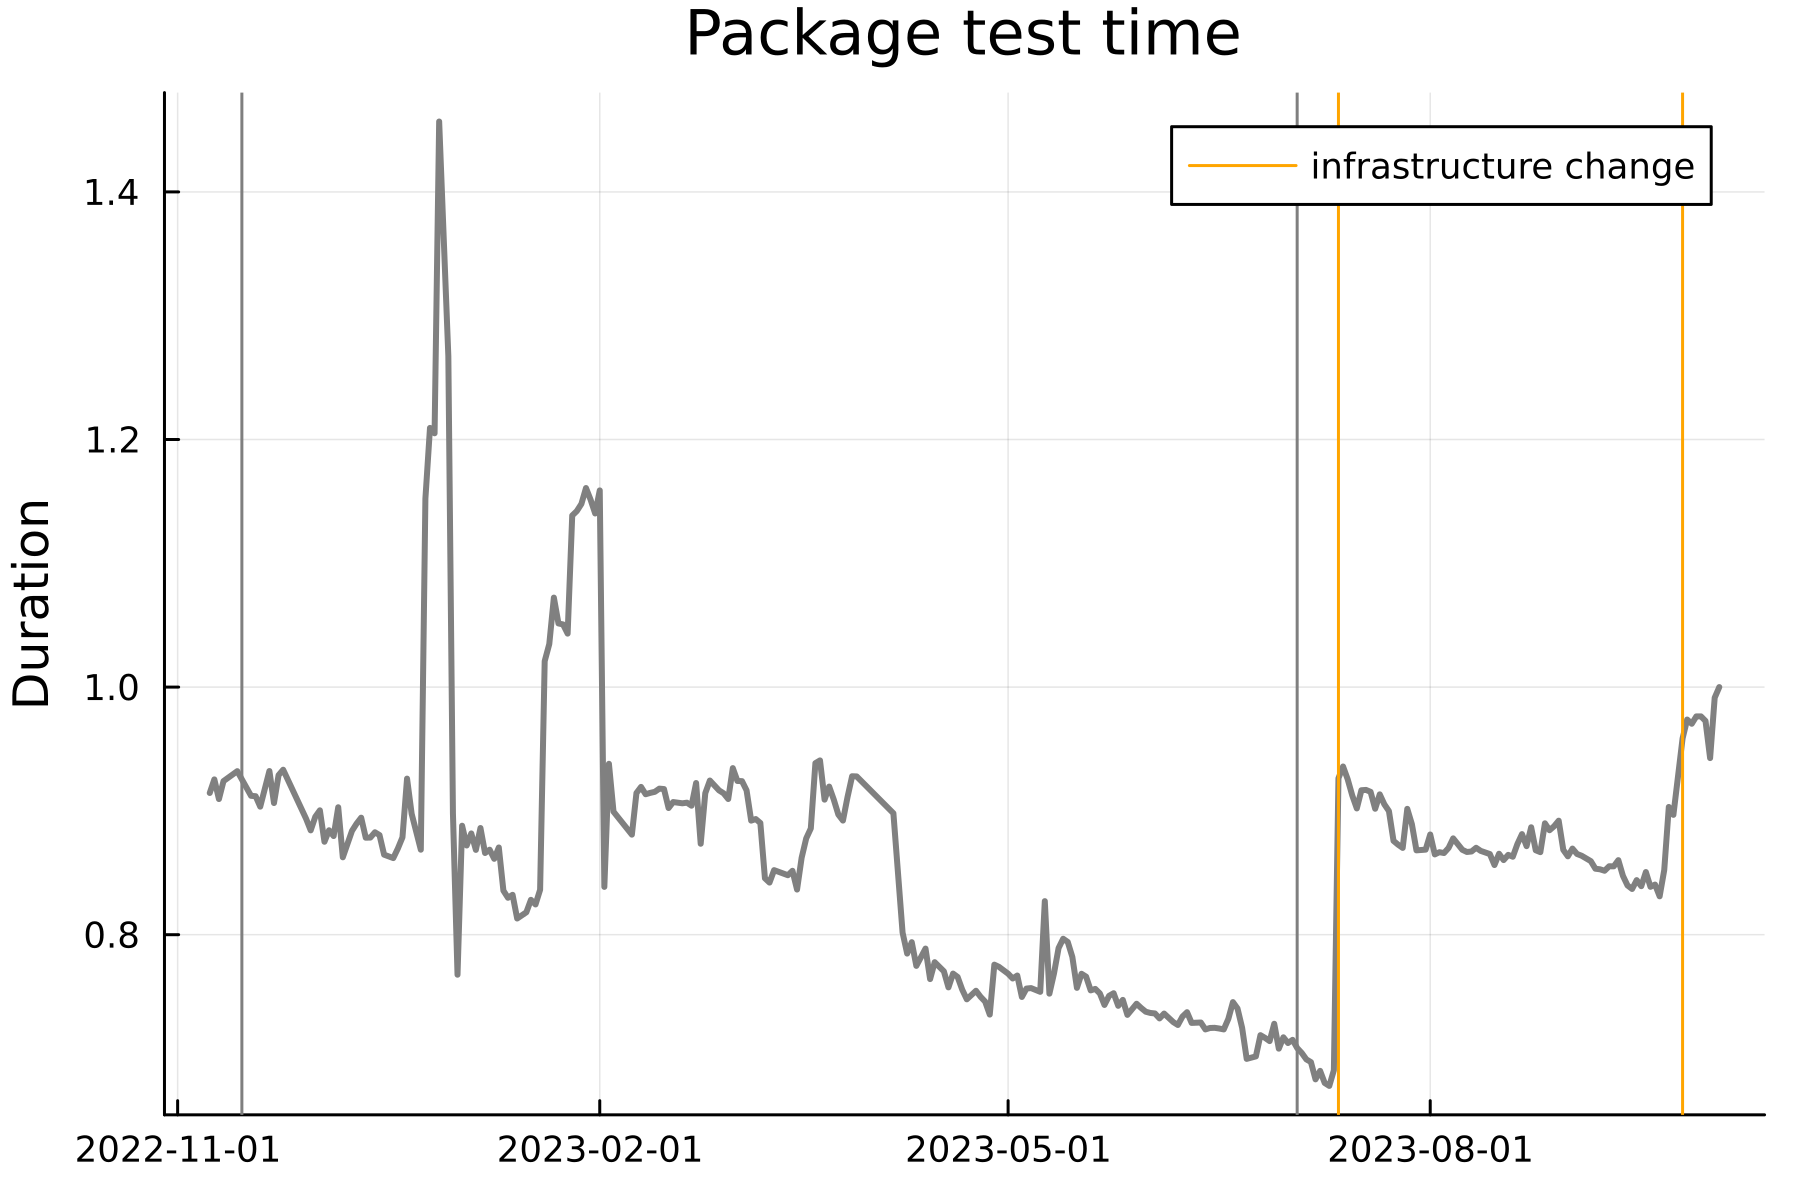 Package test time
infrastructure change
Duration
1.4
1.2
1.0
0.8
2022-11-01 2023-02-01 2023-05-01 2023-08-01